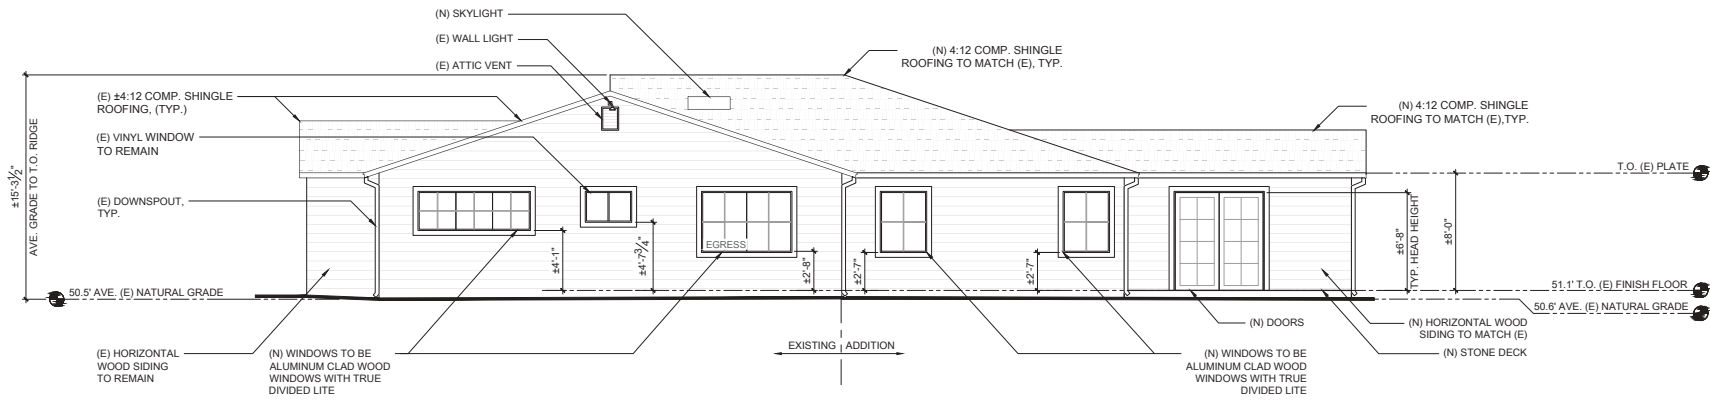 (N) SKYLIGHT
(E) WALL LIGHT
(E) ATTIC VENT
(N) 4:12 COMP. SHINGLE
ROOFING TO MATCH (E), TYP.
(E) ±4:12 COMP. SHINGLE
ROOFING, (TYP.)
(N) 4:12 COMP. SHINGLE
ROOFING TO MATCH (E),TYP.
(E) VINYL WINDOW
TO REMAIN
±15'-3½"
AVE. GRADE TO T.O. RIDGE
T.O. (E) PLATE
(E) DOWNSPOUT,
TYP.
EGRESS
±4'-1"
±4'-7¾"
±2'-8"
±2'-7"
±2'-7"
±6'-8"
TYP. HEAD HEIGHT
±8'-0"
50.5' AVE. (E) NATURAL GRADE
51.1' T.O. (E) FINISH FLOOR
50.6' AVE. (E) NATURAL GRADE
(E) HORIZONTAL
WOOD SIDING
TO REMAIN
(N) WINDOWS TO BE
ALUMINUM CLAD WOOD
WINDOWS WITH TRUE
DIVIDED LITE
EXISTING ADDITION
(N) WINDOWS TO BE
ALUMINUM CLAD WOOD
WINDOWS WITH TRUE
DIVIDED LITE
(N) DOORS
(N) HORIZONTAL WOOD
SIDING TO MATCH (E)
(N) STONE DECK